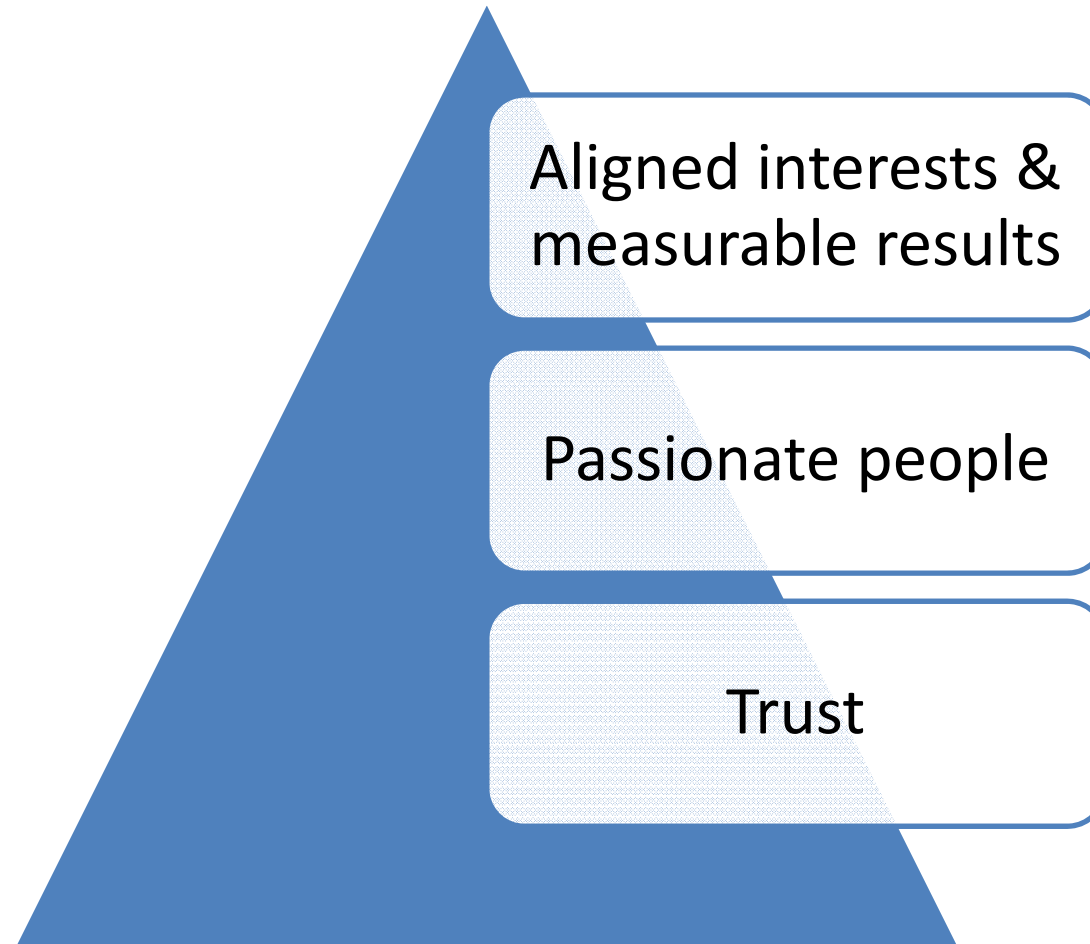 Aligned interests &
measurable results
Passionate people
Trust